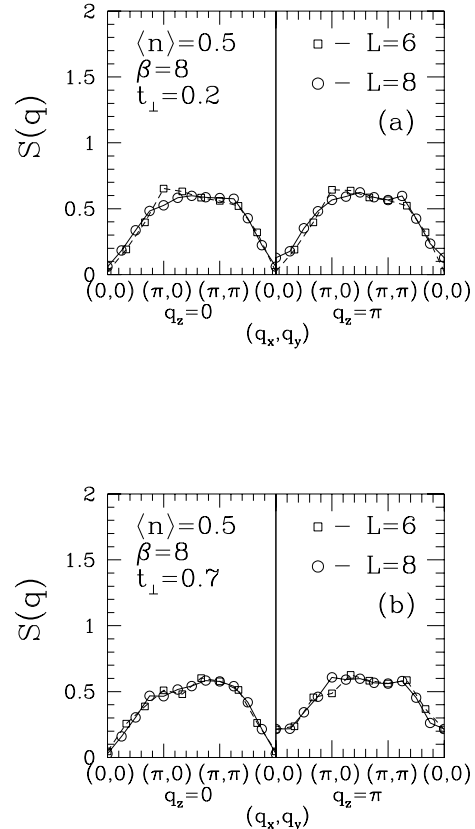 2
⟨n⟩=0.5
□ – L=6
β=8
1.5
○ – L=8
t⊥=0.2
(a)
S(q)
1
0.5
0
(0,0) (π,0) (π,π) (0,0) (π,0) (π,π) (0,0)
q_z=0 q_z=π
(q_x,q_y)
2
⟨n⟩=0.5
□ – L=6
β=8
1.5
○ – L=8
t⊥=0.7
(b)
S(q)
1
0.5
0
(0,0) (π,0) (π,π) (0,0) (π,0) (π,π) (0,0)
q_z=0 q_z=π
(q_x,q_y)